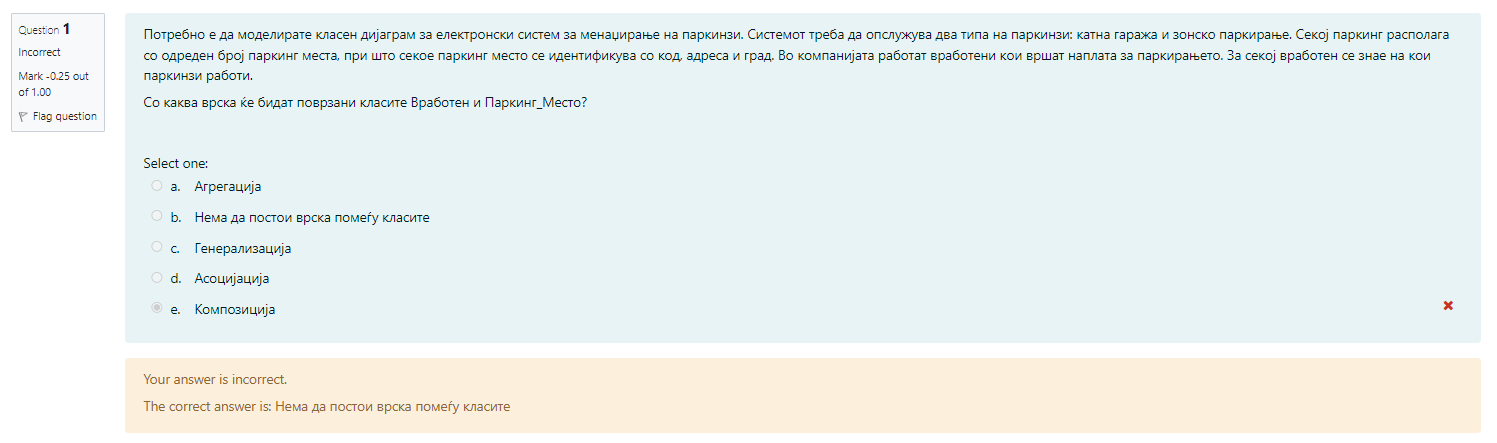 Question 1
Incorrect
Mark -0.25 out
of 1.00
Flag question
Потребно е да моделирате класен дијаграм за електронски систем за менаџирање на паркинзи. Системот треба да опслужува два типа на паркинзи: катна гаража и зонско паркирање. Секој паркинг располага
со одреден број паркинг места, при што секое паркинг место се идентификува со код, адреса и град. Во компанијата работат вработени кои вршат наплата за паркирањето. За секој вработен се знае на кои
паркинзи работи.
Со каква врска ќе бидат поврзани класите Вработен и Паркинг_Место?
Select one:
a. Агрегација
b. Нема да постои врска помеѓу класите
c. Генерализација
d. Асоцијација
e. Композиција
Your answer is incorrect.
The correct answer is: Нема да постои врска помеѓу класите